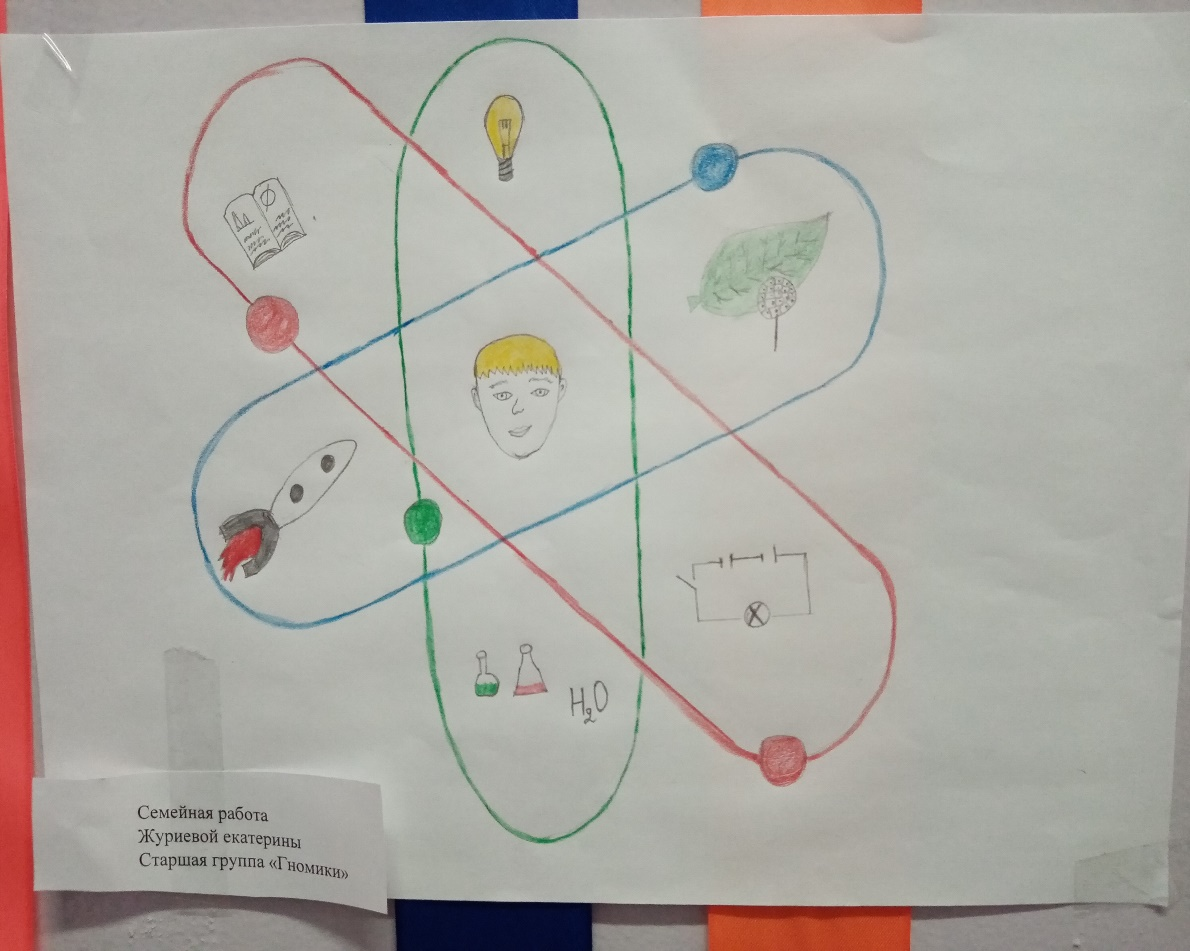 H₂O
Семейная работа
Журиевой екатерины
Старшая группа «Гномики»